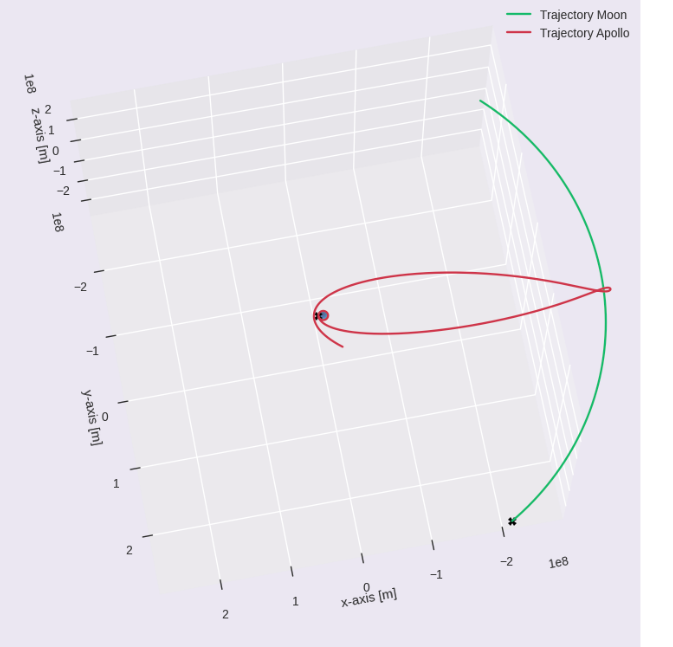 Trajectory Moon
Trajectory Apollo
1e8
z-axis [m]
2
1
0
−1
−2
1e8
−2
−1
0
1
2
y-axis [m]
2
1
0
−1
−2
x-axis [m]
1e8